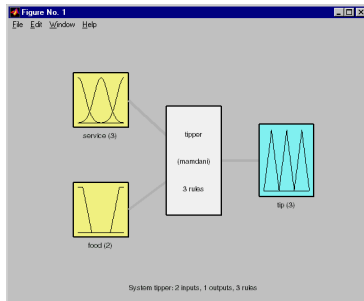 Figure No. 1
File Edit Window Help
service (3)
tipper
(mamdani)
3 rules
food (2)
tip (3)
System tipper: 2 inputs, 1 outputs, 3 rules